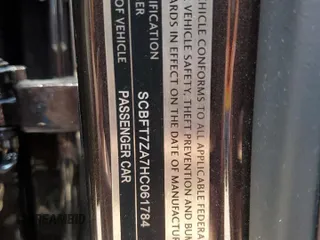 VEHICLE CONFORMS TO ALL APPLICABLE FEDERA
VEHICLE SAFETY, THEFT PREVENTION AND BUM
ARDS IN EFFECT ON THE DATE OF MANUFACTUR
IFICATION
ER
SCBFT7ZA7HC061784
OF VEHICLE
PASSENGER CAR